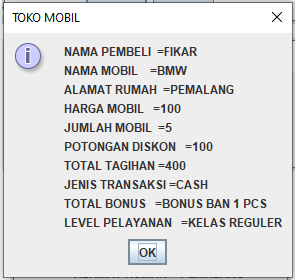 TOKO MOBIL
NAMA PEMBELI =FIKAR
NAMA MOBIL =BMW
ALAMAT RUMAH =PEMALANG
HARGA MOBIL =100
JUMLAH MOBIL =5
POTONGAN DISKON =100
TOTAL TAGIHAN =400
JENIS TRANSAKSI =CASH
TOTAL BONUS =BONUS BAN 1 PCS
LEVEL PELAYANAN =KELAS REGULER
OK